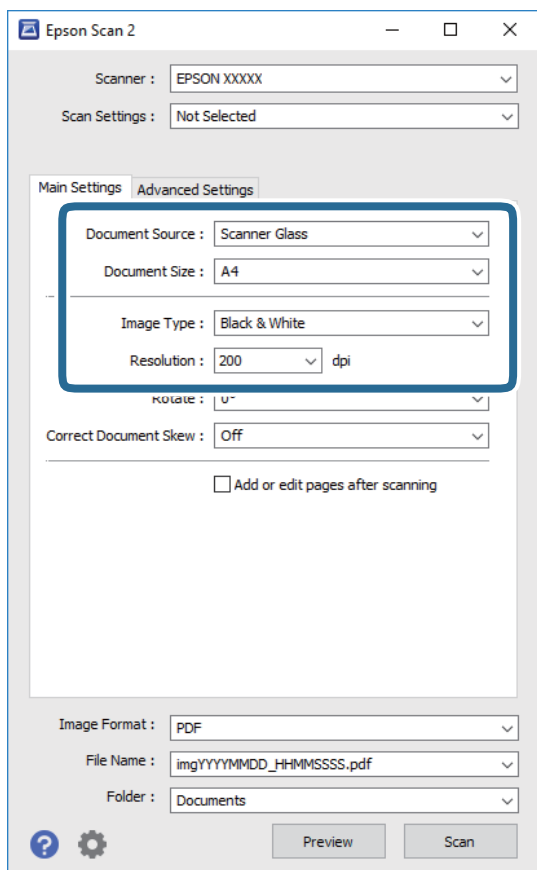 Epson Scan 2
Scanner : EPSON XXXXX
Scan Settings : Not Selected
Main Settings Advanced Settings
Document Source : Scanner Glass
Document Size : A4
Image Type : Black & White
Resolution : 200 dpi
Rotate : 0°
Correct Document Skew : Off
Add or edit pages after scanning
Image Format : PDF
File Name : imgYYYYMMDD_HHMMSSSS.pdf
Folder : Documents
? Preview Scan